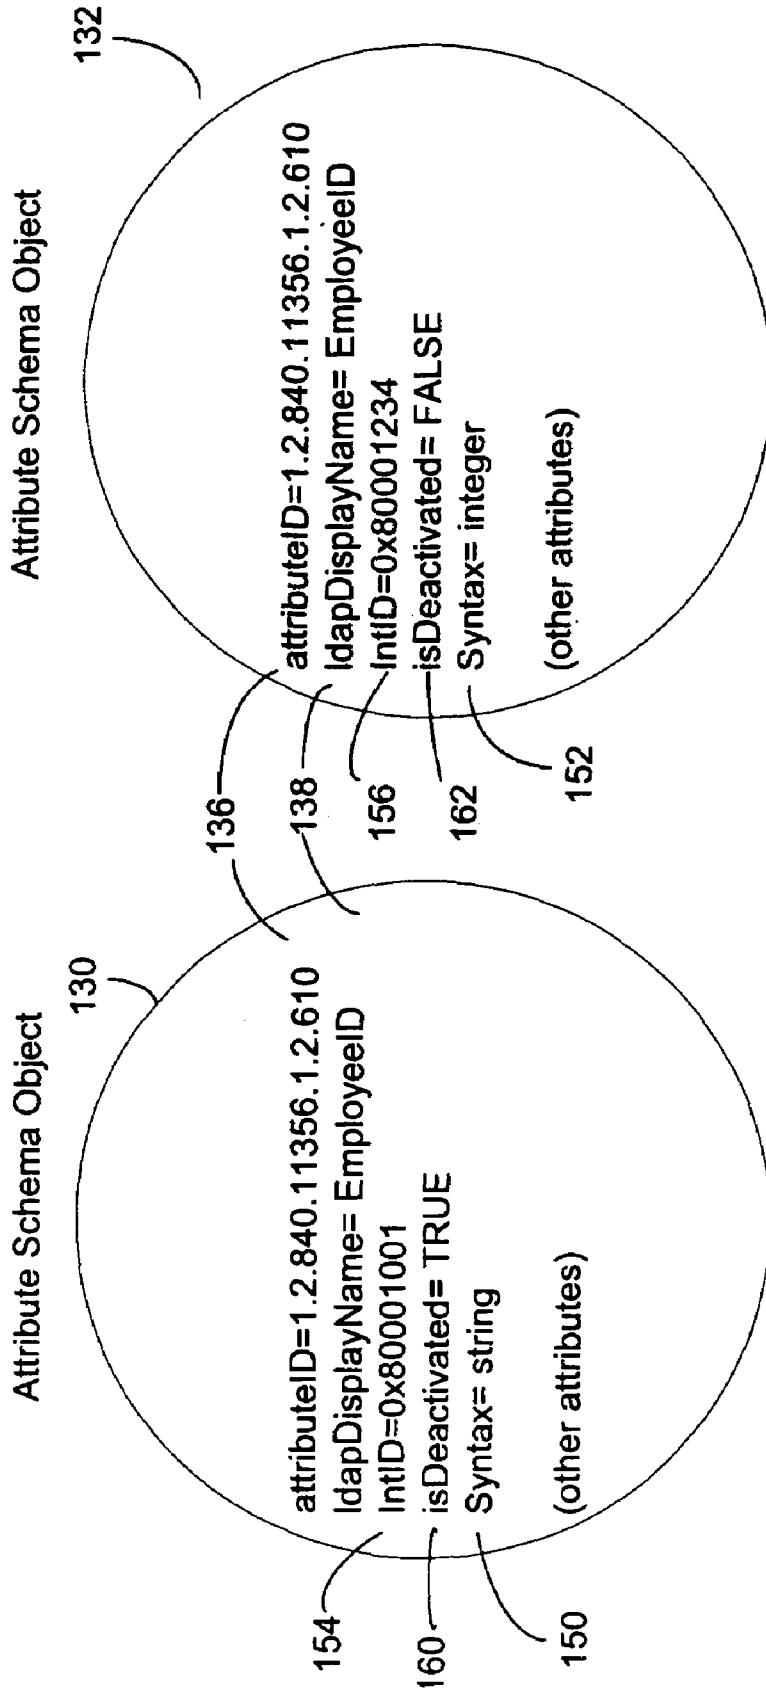 Attribute Schema Object
130
attributeID=1.2.840.11356.1.2.610
ldapDisplayName= EmployeeID
IntID=0x80001001
isDeactivated= TRUE
Syntax= string
(other attributes)
154
160
150
136
138
Attribute Schema Object
132
attributeID=1.2.840.11356.1.2.610
ldapDisplayName= EmployeeID
IntID=0x80001234
isDeactivated= FALSE
Syntax= integer
(other attributes)
156
162
152